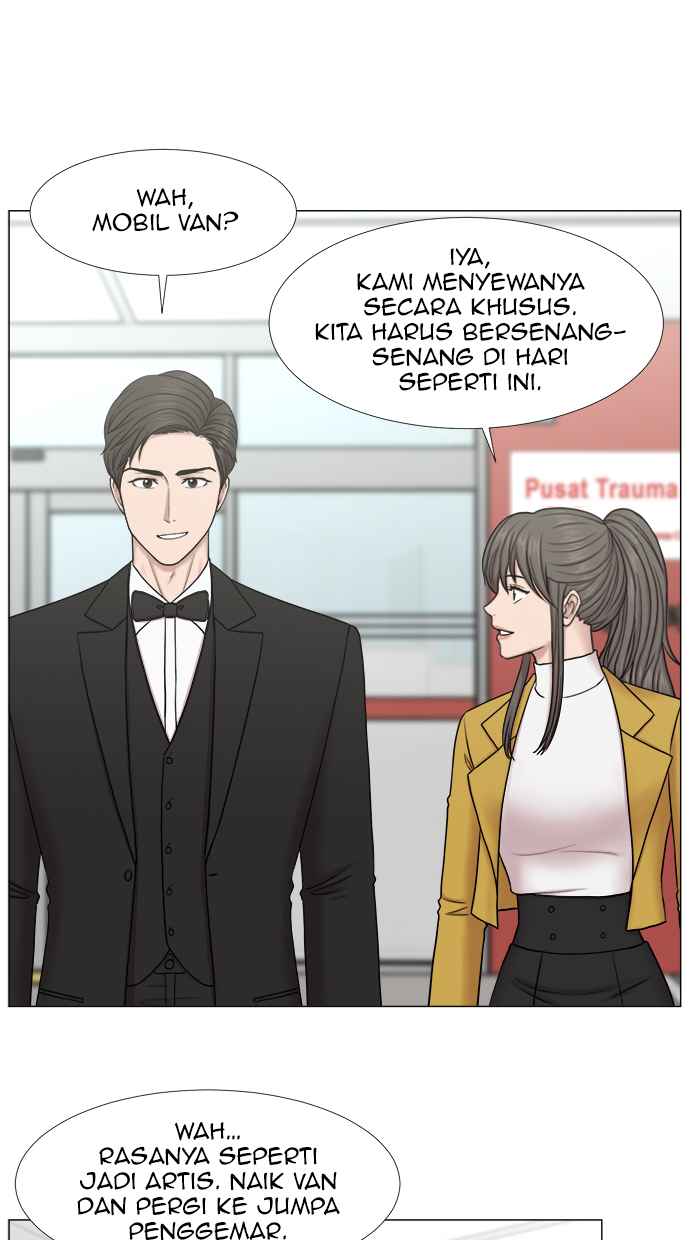 WAH,
MOBIL VAN?
IYA,
KAMI MENYEWANYA
SECARA KHUSUS.
KITA HARUS BERSENANG-
SENANG DI HARI
SEPERTI INI.
Pusat Trauma
WAH...
RASANYA SEPERTI
JADI ARTIS. NAIK VAN
DAN PERGI KE JUMPA
PENGGEMAR.